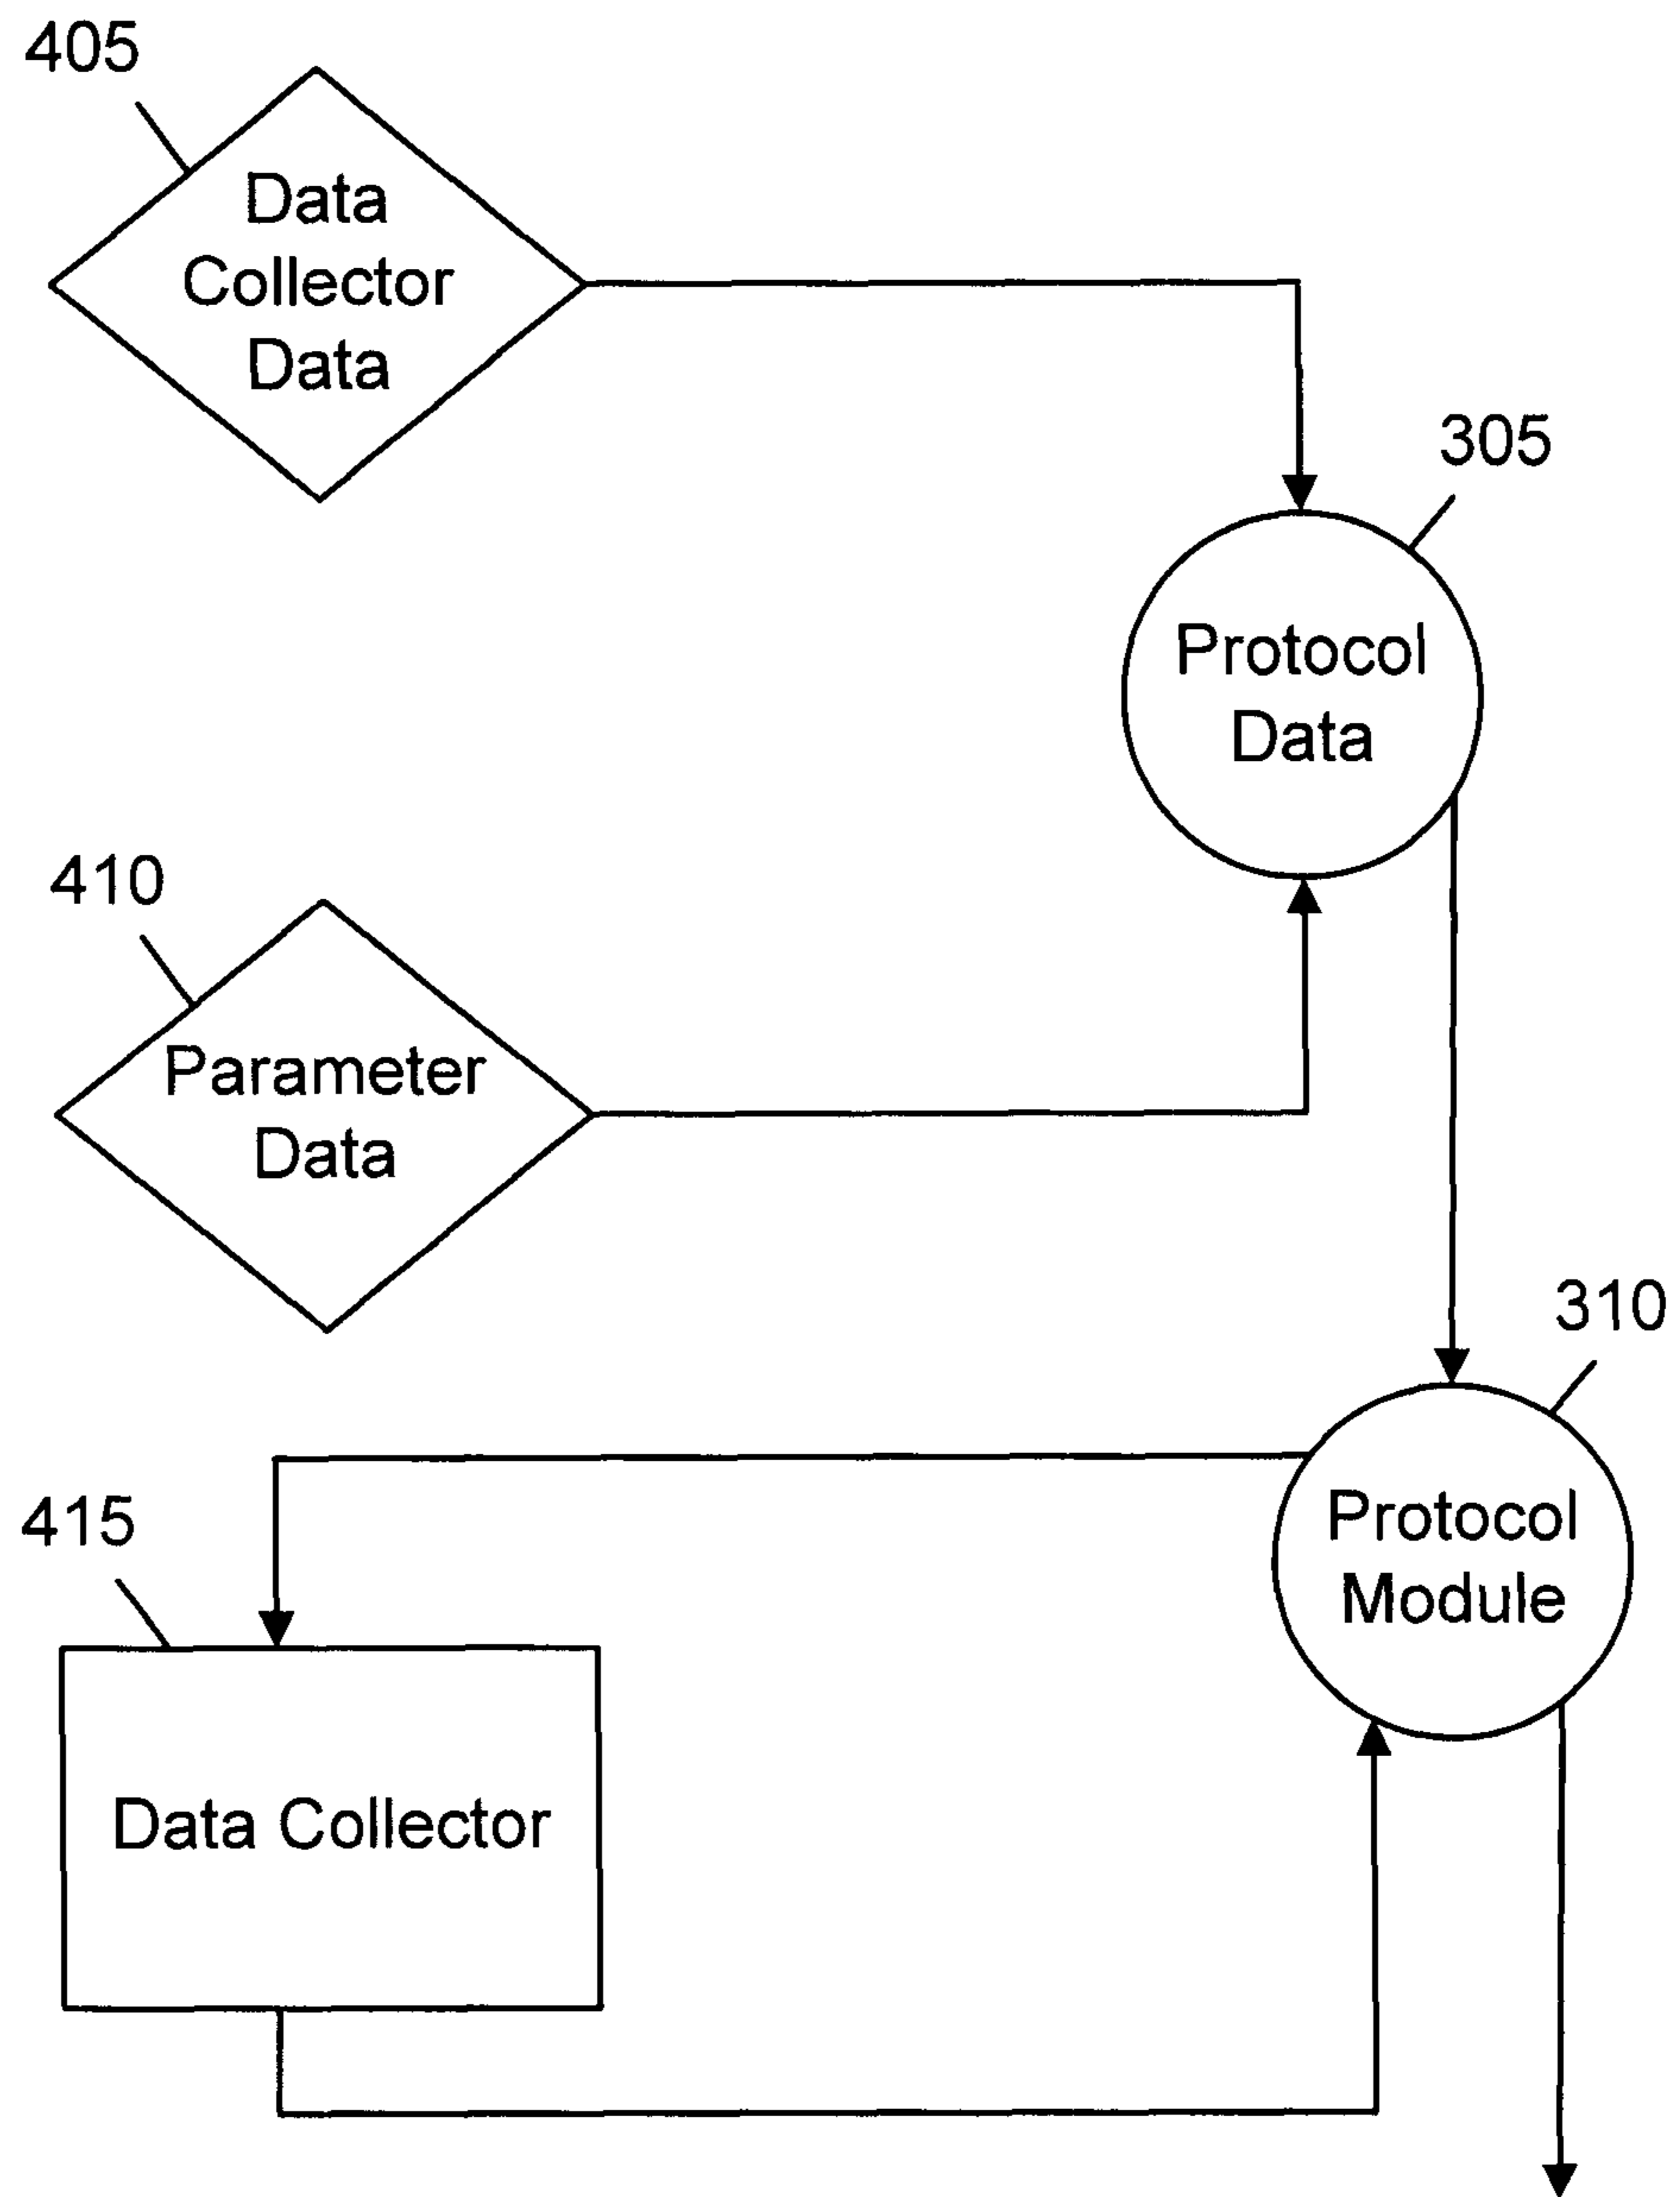 405
Data
Collector
Data
305
Protocol
Data
410
Parameter
Data
310
Protocol
Module
415
Data Collector